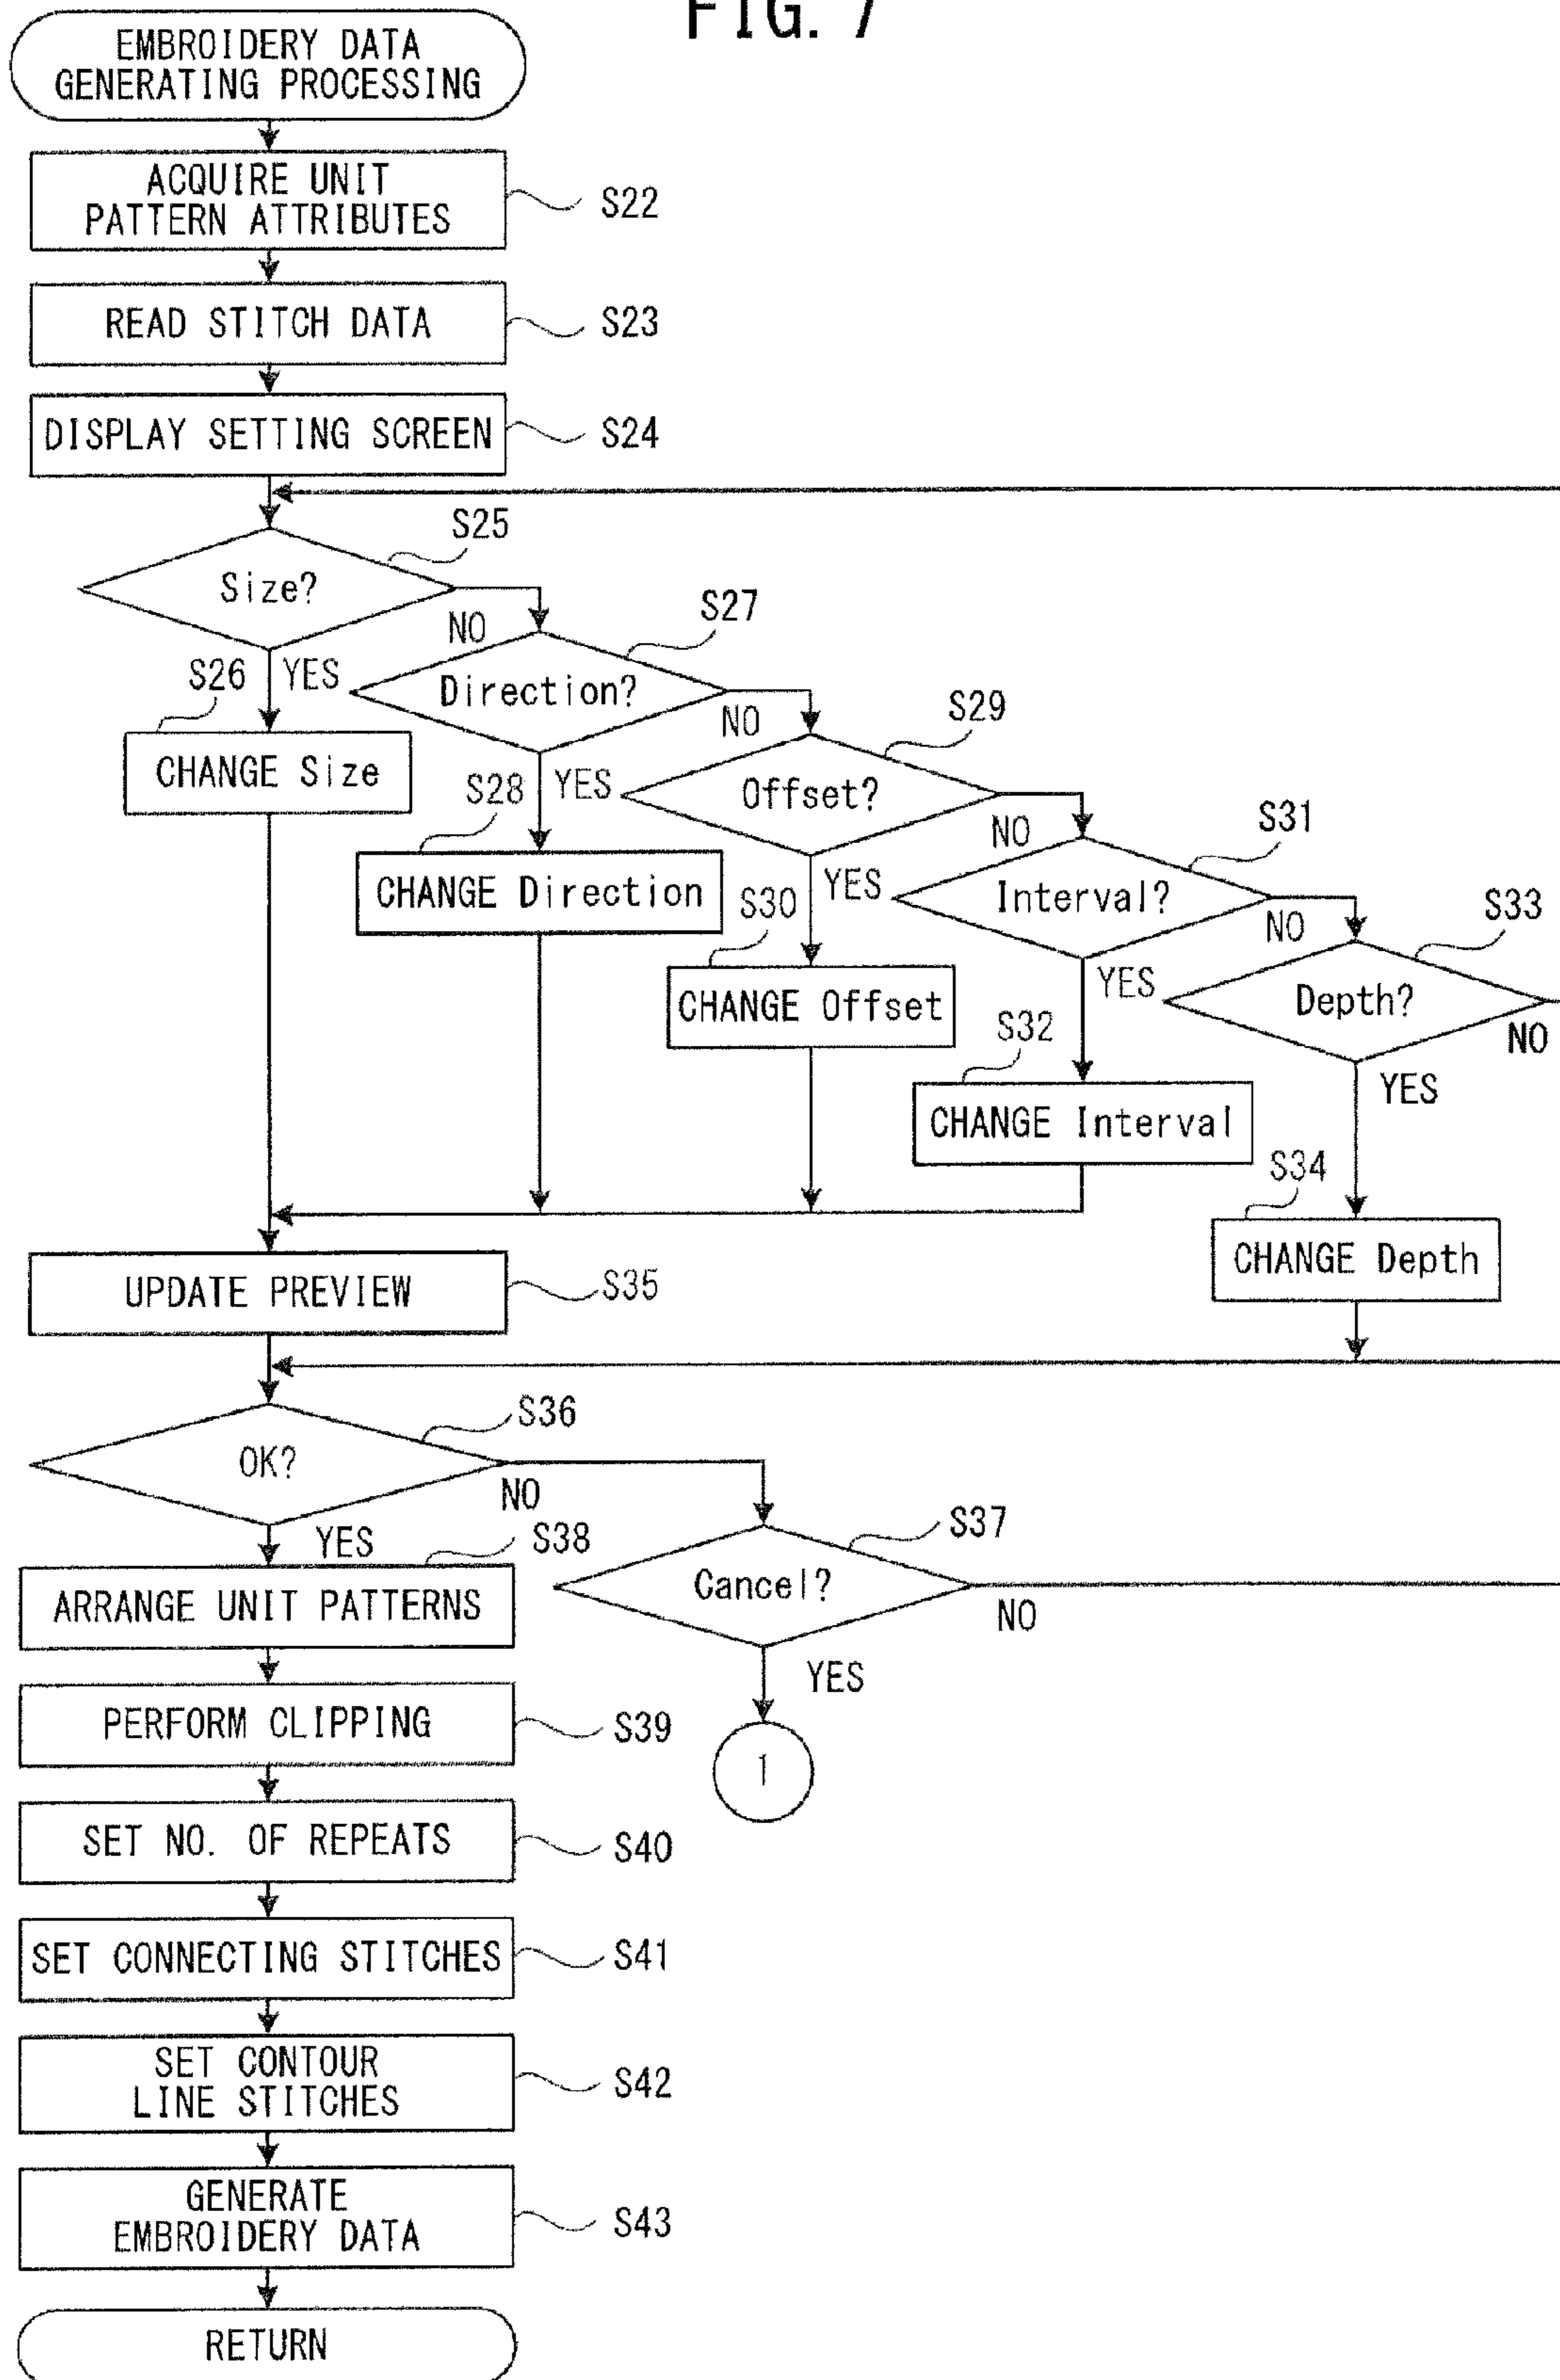 FIG. 7
EMBROIDERY DATA
GENERATING PROCESSING
ACQUIRE UNIT
PATTERN ATTRIBUTES
S22
READ STITCH DATA
S23
DISPLAY SETTING SCREEN
S24
S25
Size?
NO
YES
S26
CHANGE Size
S27
Direction?
NO
YES
S28
CHANGE Direction
S29
Offset?
NO
YES
S30
CHANGE Offset
S31
Interval?
NO
YES
S32
CHANGE Interval
S33
Depth?
NO
YES
S34
CHANGE Depth
UPDATE PREVIEW
S35
S36
OK?
NO
YES
S37
Cancel?
NO
YES
1
S38
ARRANGE UNIT PATTERNS
PERFORM CLIPPING
S39
SET NO. OF REPEATS
S40
SET CONNECTING STITCHES
S41
SET CONTOUR
LINE STITCHES
S42
GENERATE
EMBROIDERY DATA
S43
RETURN